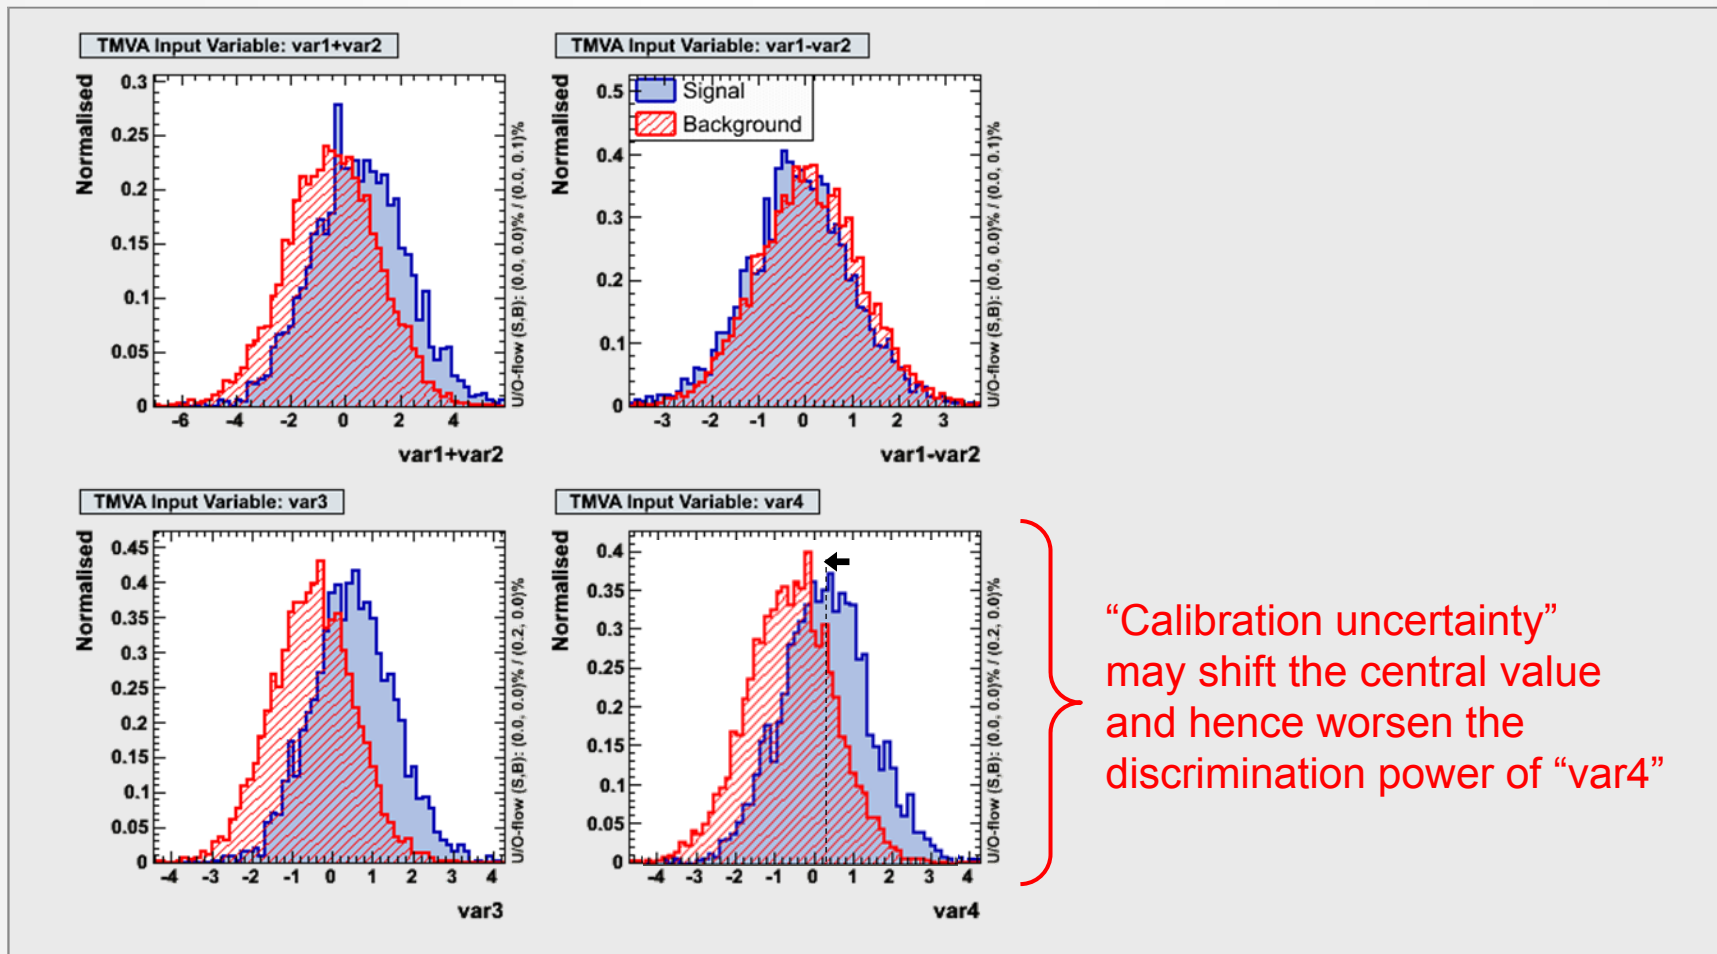 TMVA Input Variable: var1+var2
Normalised
0.3
0.25
0.2
0.15
0.1
0.05
0
-6 -4 -2 0 2 4
var1+var2
U/O-flow (S,B): (0.0, 0.0)% / (0.0, 0.1)%
TMVA Input Variable: var1-var2
Normalised
Signal
Background
0.5
0.4
0.3
0.2
0.1
0
-3 -2 -1 0 1 2 3
var1-var2
U/O-flow (S,B): (0.0, 0.0)% / (0.0, 0.1)%
TMVA Input Variable: var3
Normalised
0.45
0.4
0.35
0.3
0.25
0.2
0.15
0.1
0.05
0
-4 -3 -2 -1 0 1 2 3 4
var3
U/O-flow (S,B): (0.0, 0.0)% / (0.2, 0.0)%
TMVA Input Variable: var4
Normalised
0.4
0.35
0.3
0.25
0.2
0.15
0.1
0.05
0
-4 -3 -2 -1 0 1 2 3 4
var4
U/O-flow (S,B): (0.0, 0.0)% / (0.2, 0.0)%
“Calibration uncertainty”
may shift the central value
and hence worsen the
discrimination power of “var4”